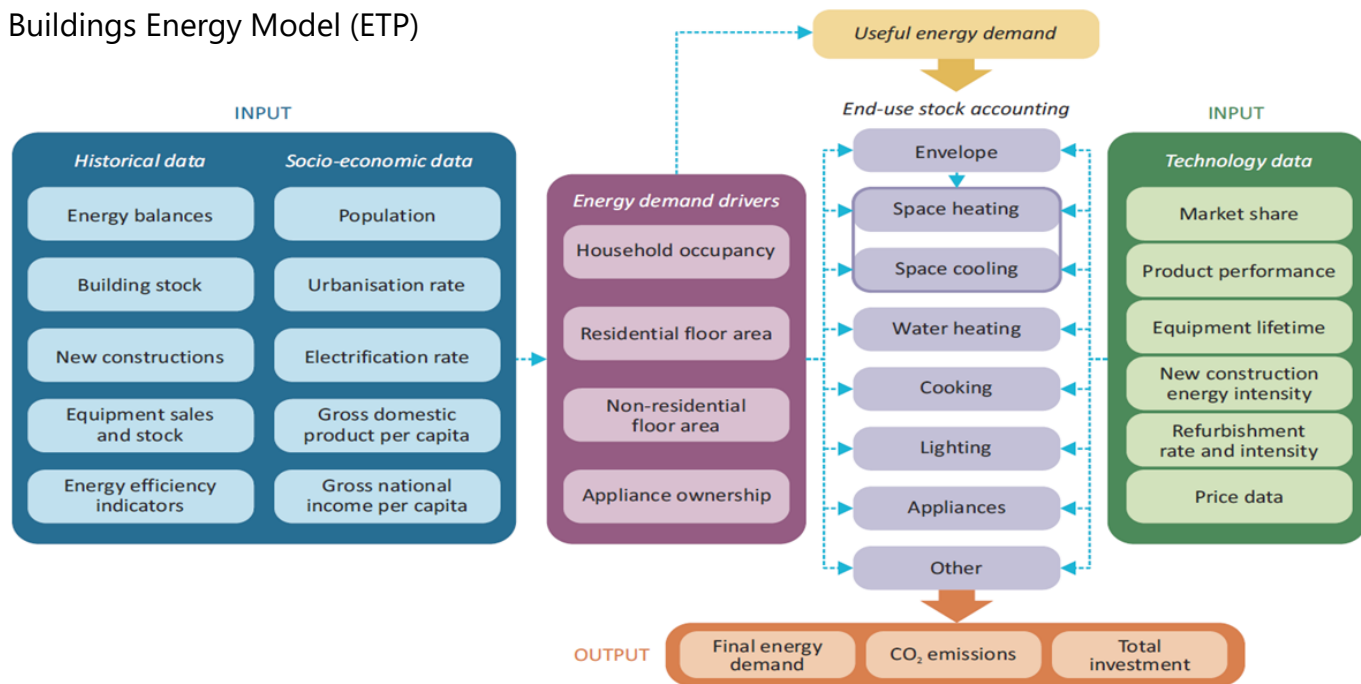 Buildings Energy Model (ETP)
Useful energy demand
INPUT
End-use stock accounting
INPUT
Historical data
Energy balances
Building stock
New constructions
Equipment sales
and stock
Energy efficiency
indicators
Socio-economic data
Population
Urbanisation rate
Electrification rate
Gross domestic
product per capita
Gross national
income per capita
Energy demand drivers
Household occupancy
Residential floor area
Non-residential
floor area
Appliance ownership
Envelope
Space heating
Space cooling
Water heating
Cooking
Lighting
Appliances
Other
Technology data
Market share
Product performance
Equipment lifetime
New construction
energy intensity
Refurbishment
rate and intensity
Price data
OUTPUT
Final energy
demand
CO₂ emissions
Total
investment